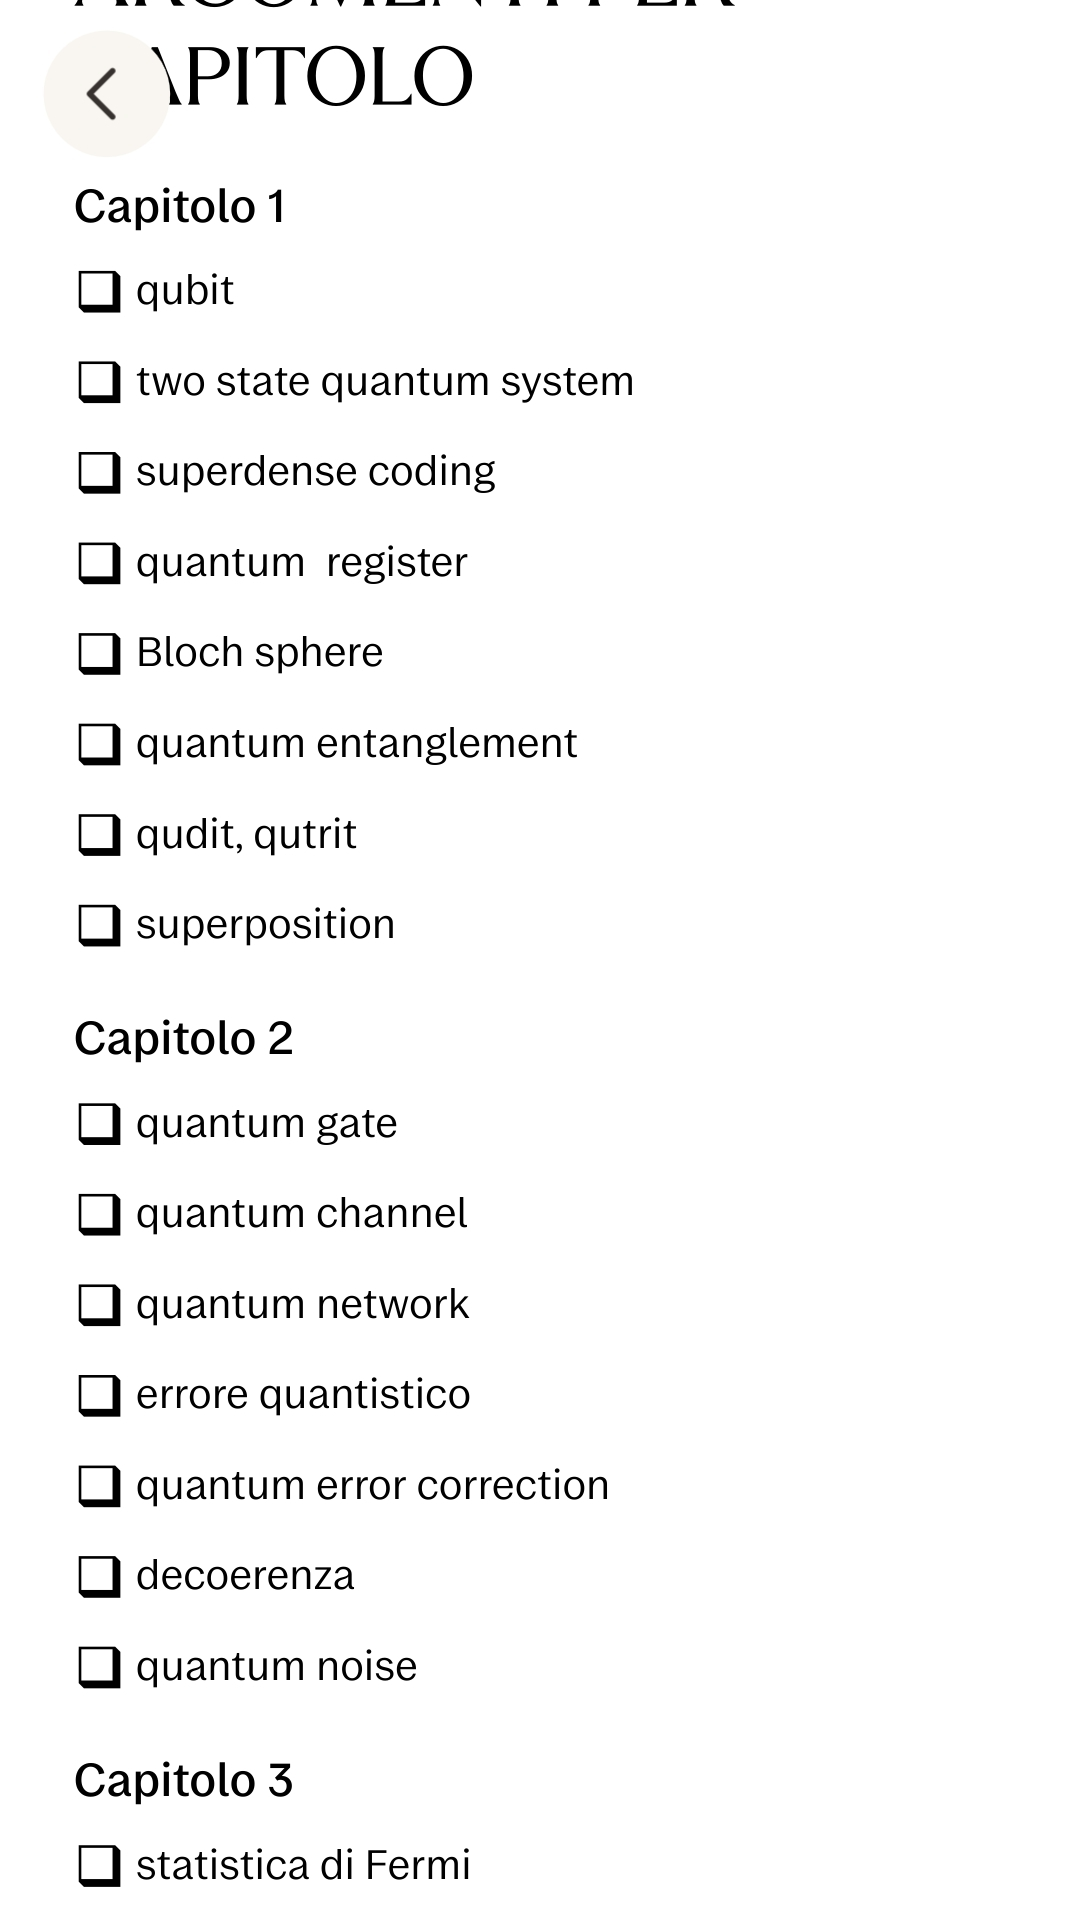 ARGOMENTI PER
APITOLO
Capitolo 1
❏ qubit
❏ two state quantum system
❏ superdense coding
❏ quantum  register
❏ Bloch sphere
❏ quantum entanglement
❏ qudit, qutrit
❏ superposition
Capitolo 2
❏ quantum gate
❏ quantum channel
❏ quantum network
❏ errore quantistico
❏ quantum error correction
❏ decoerenza
❏ quantum noise
Capitolo 3
❏ statistica di Fermi